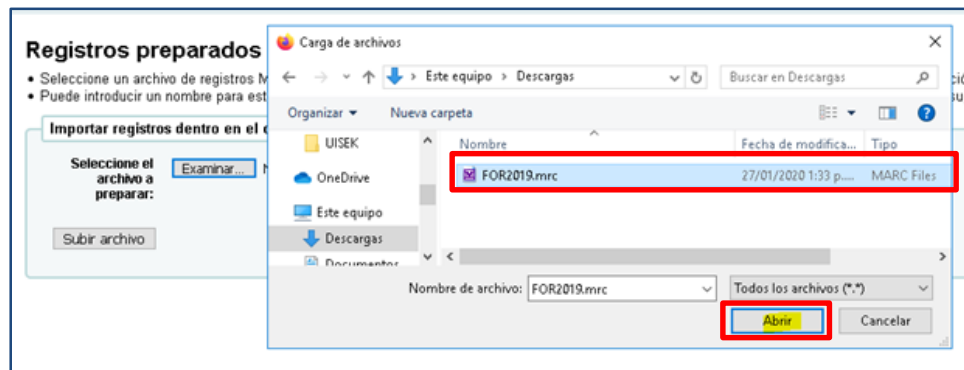 Registros preparados
• Seleccione un archivo de registros M
• Puede introducir un nombre para est
Importar registros dentro en el c
Seleccione el
archivo a
preparar:
Examinar...
Subir archivo
Carga de archivos
Este equipo > Descargas
Buscar en Descargas
Organizar
Nueva carpeta
UISEK
OneDrive
Este equipo
Descargas
Documentos
Nombre
Fecha de modifica...
Tipo
FOR2019.mrc
27/01/2020 1:33 p....
MARC Files
Nombre de archivo:
FOR2019.mrc
Todos los archivos (*.*)
Abrir
Cancelar